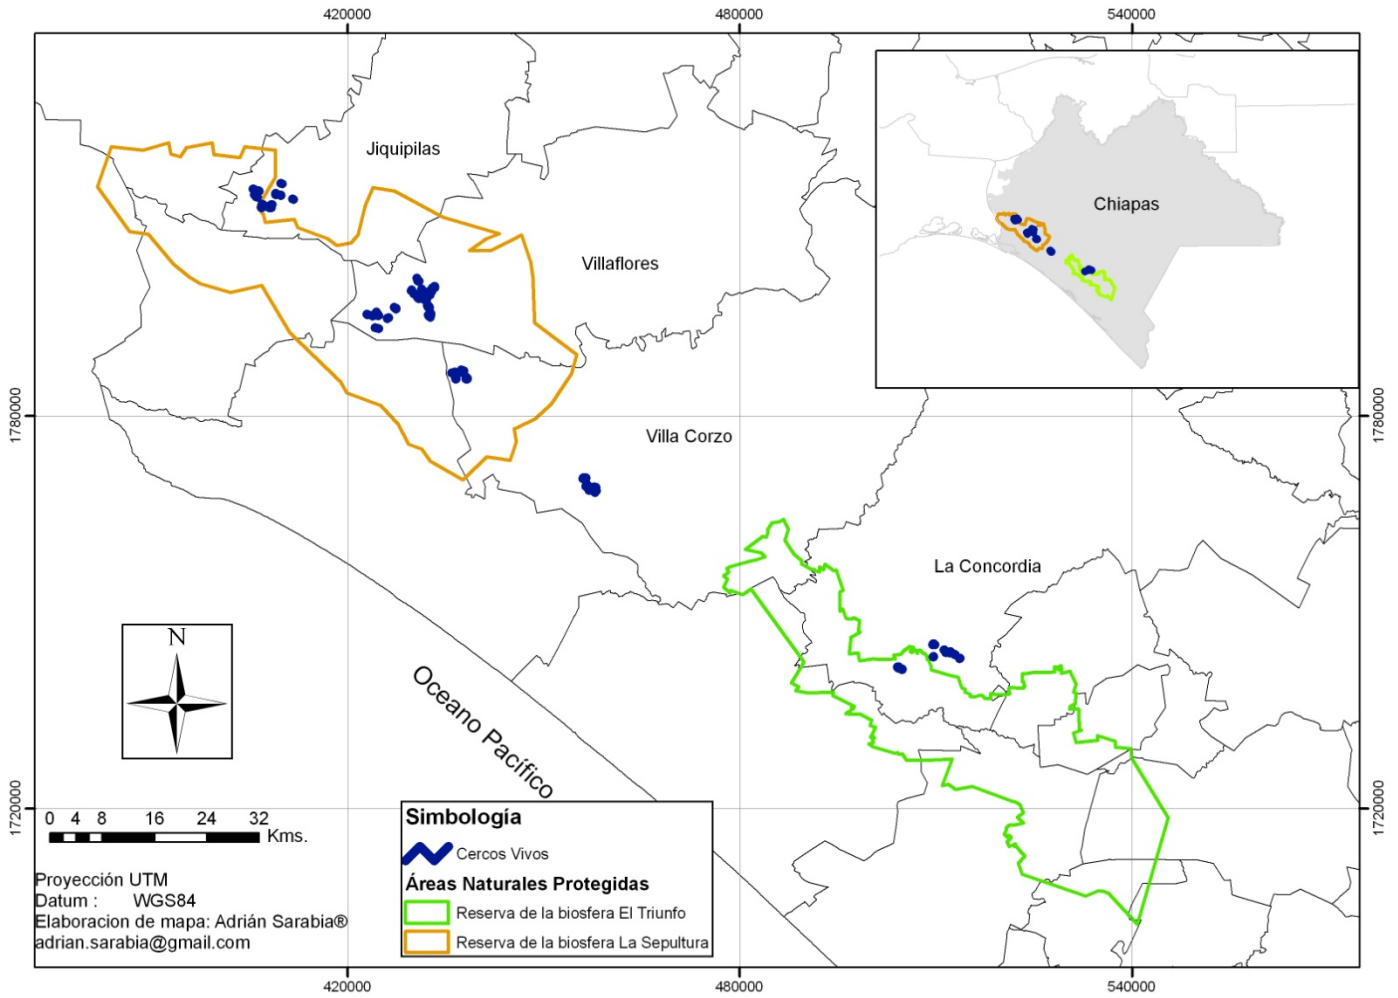 420000
480000
540000
Jiquipilas
Chiapas
Villaflores
1780000
1780000
Villa Corzo
La Concordia
N
Oceano Pacífico
1720000
1720000
0 4 8 16 24 32
Kms.
Simbología
Cercos Vivos
Áreas Naturales Protegidas
Reserva de la biosfera El Triunfo
Reserva de la biosfera La Sepultura
Proyección UTM
Datum : WGS84
Elaboracion de mapa: Adrián Sarabia®
adrian.sarabia@gmail.com
420000
480000
540000